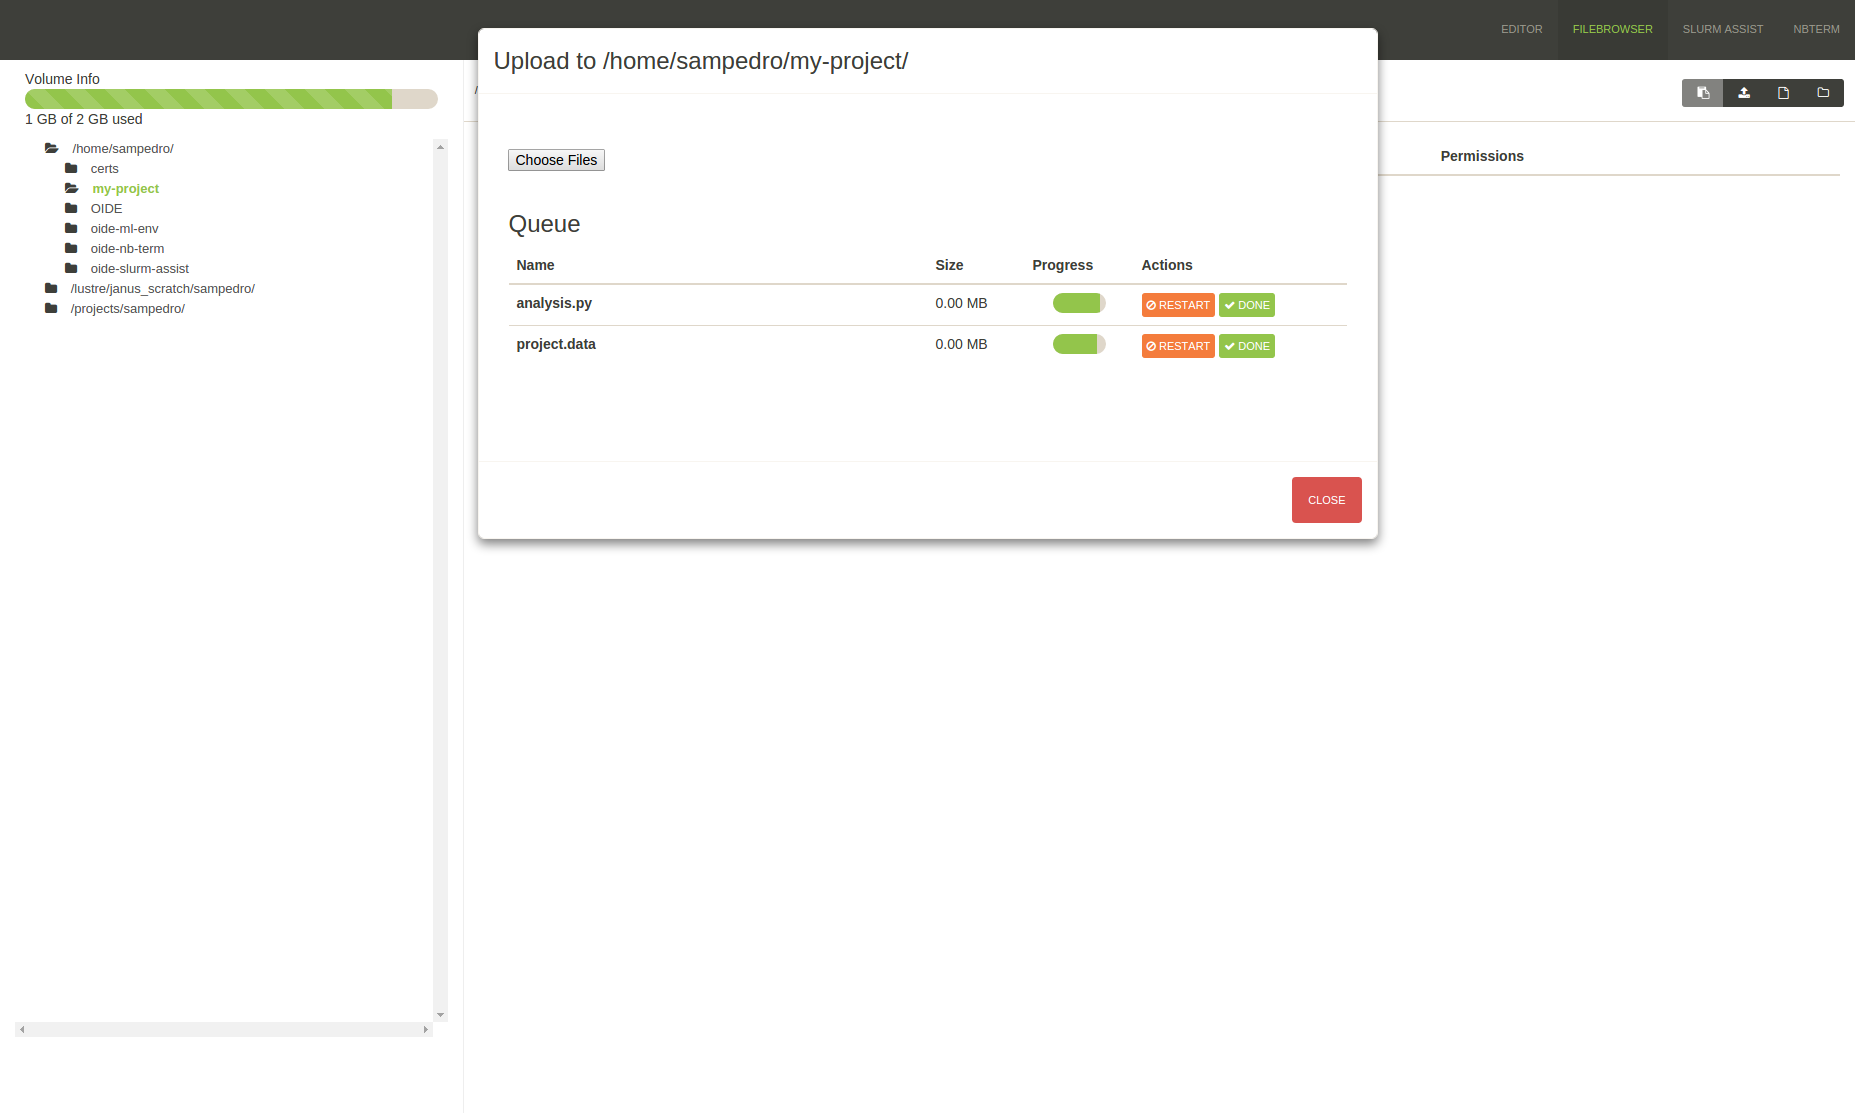 EDITOR FILEBROWSER SLURM ASSIST NBTERM
Upload to /home/sampedro/my-project/
Volume Info
1 GB of 2 GB used
/home/sampedro/
certs
my-project
OIDE
oide-ml-env
oide-nb-term
oide-slurm-assist
/lustre/janus_scratch/sampedro/
/projects/sampedro/
/
Permissions
Choose Files
Queue
Name Size Progress Actions
analysis.py 0.00 MB RESTART DONE
project.data 0.00 MB RESTART DONE
CLOSE